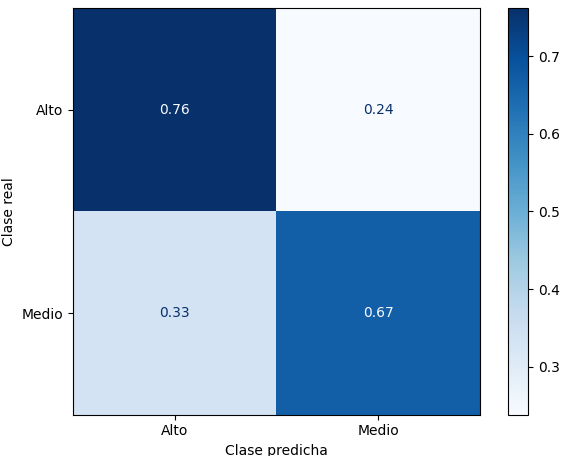 Clase real
Alto
0.76
0.24
Medio
0.33
0.67
Alto
Medio
Clase predicha
0.7
0.6
0.5
0.4
0.3